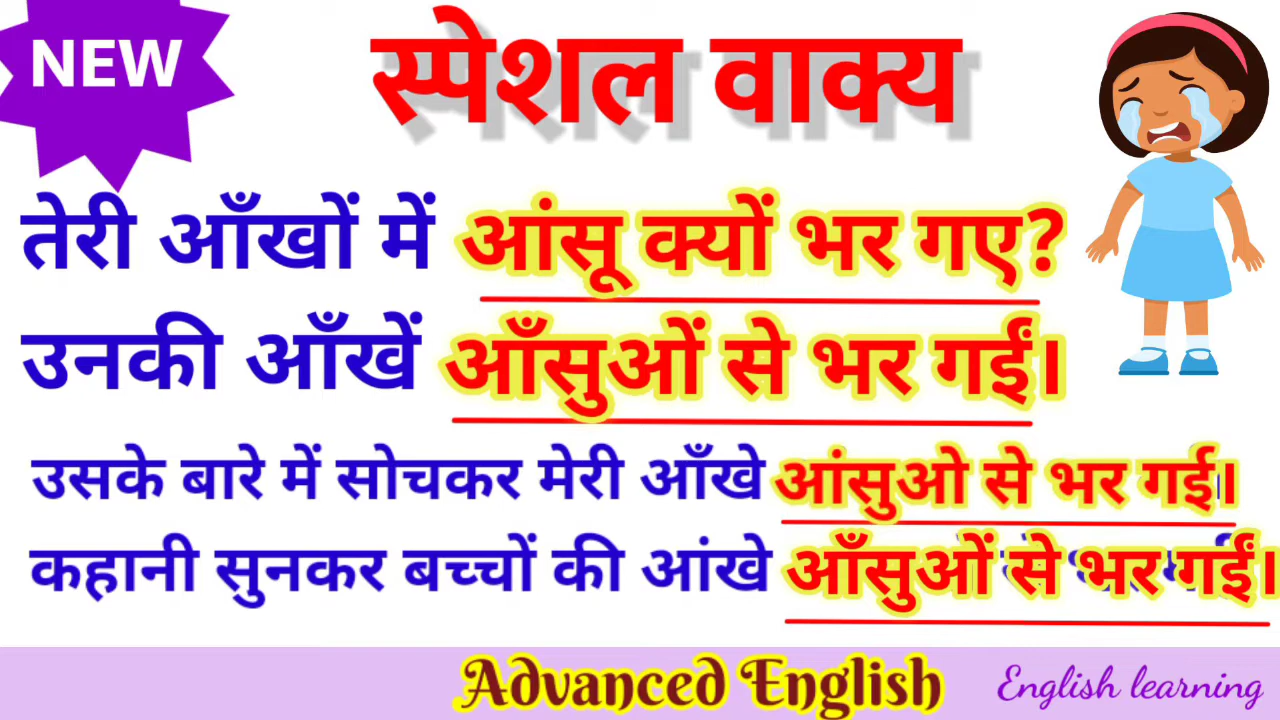 NEW
स्पेशल वाक्य
तेरी आँखों में आंसू क्यों भर गए?
उनकी आँखें आँसुओं से भर गईं।
उसके बारे में सोचकर मेरी आँखे आंसुओ से भर गई।
कहानी सुनकर बच्चों की आंखे आँसुओं से भर गईं।
Advanced English
English learning